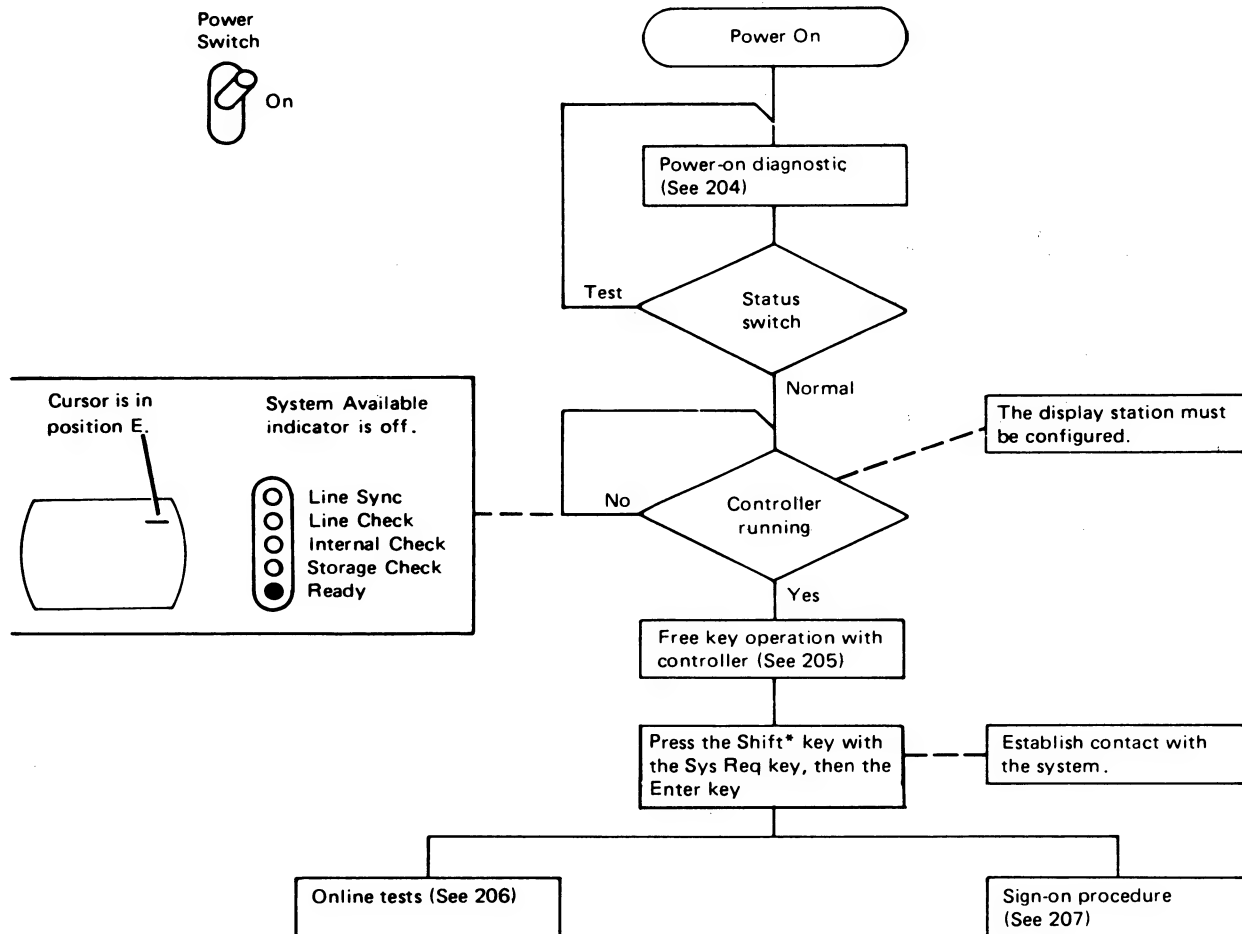 Power
Switch
On
Power On
Power-on diagnostic
(See 204)
Test
Status
switch
Normal
Cursor is in
position E.
System Available
indicator is off.
Line Sync
Line Check
Internal Check
Storage Check
Ready
No
Controller
running
The display station must
be configured.
Yes
Free key operation with
controller (See 205)
Press the Shift* key with
the Sys Req key, then the
Enter key
Establish contact with
the system.
Online tests (See 206)
Sign-on procedure
(See 207)